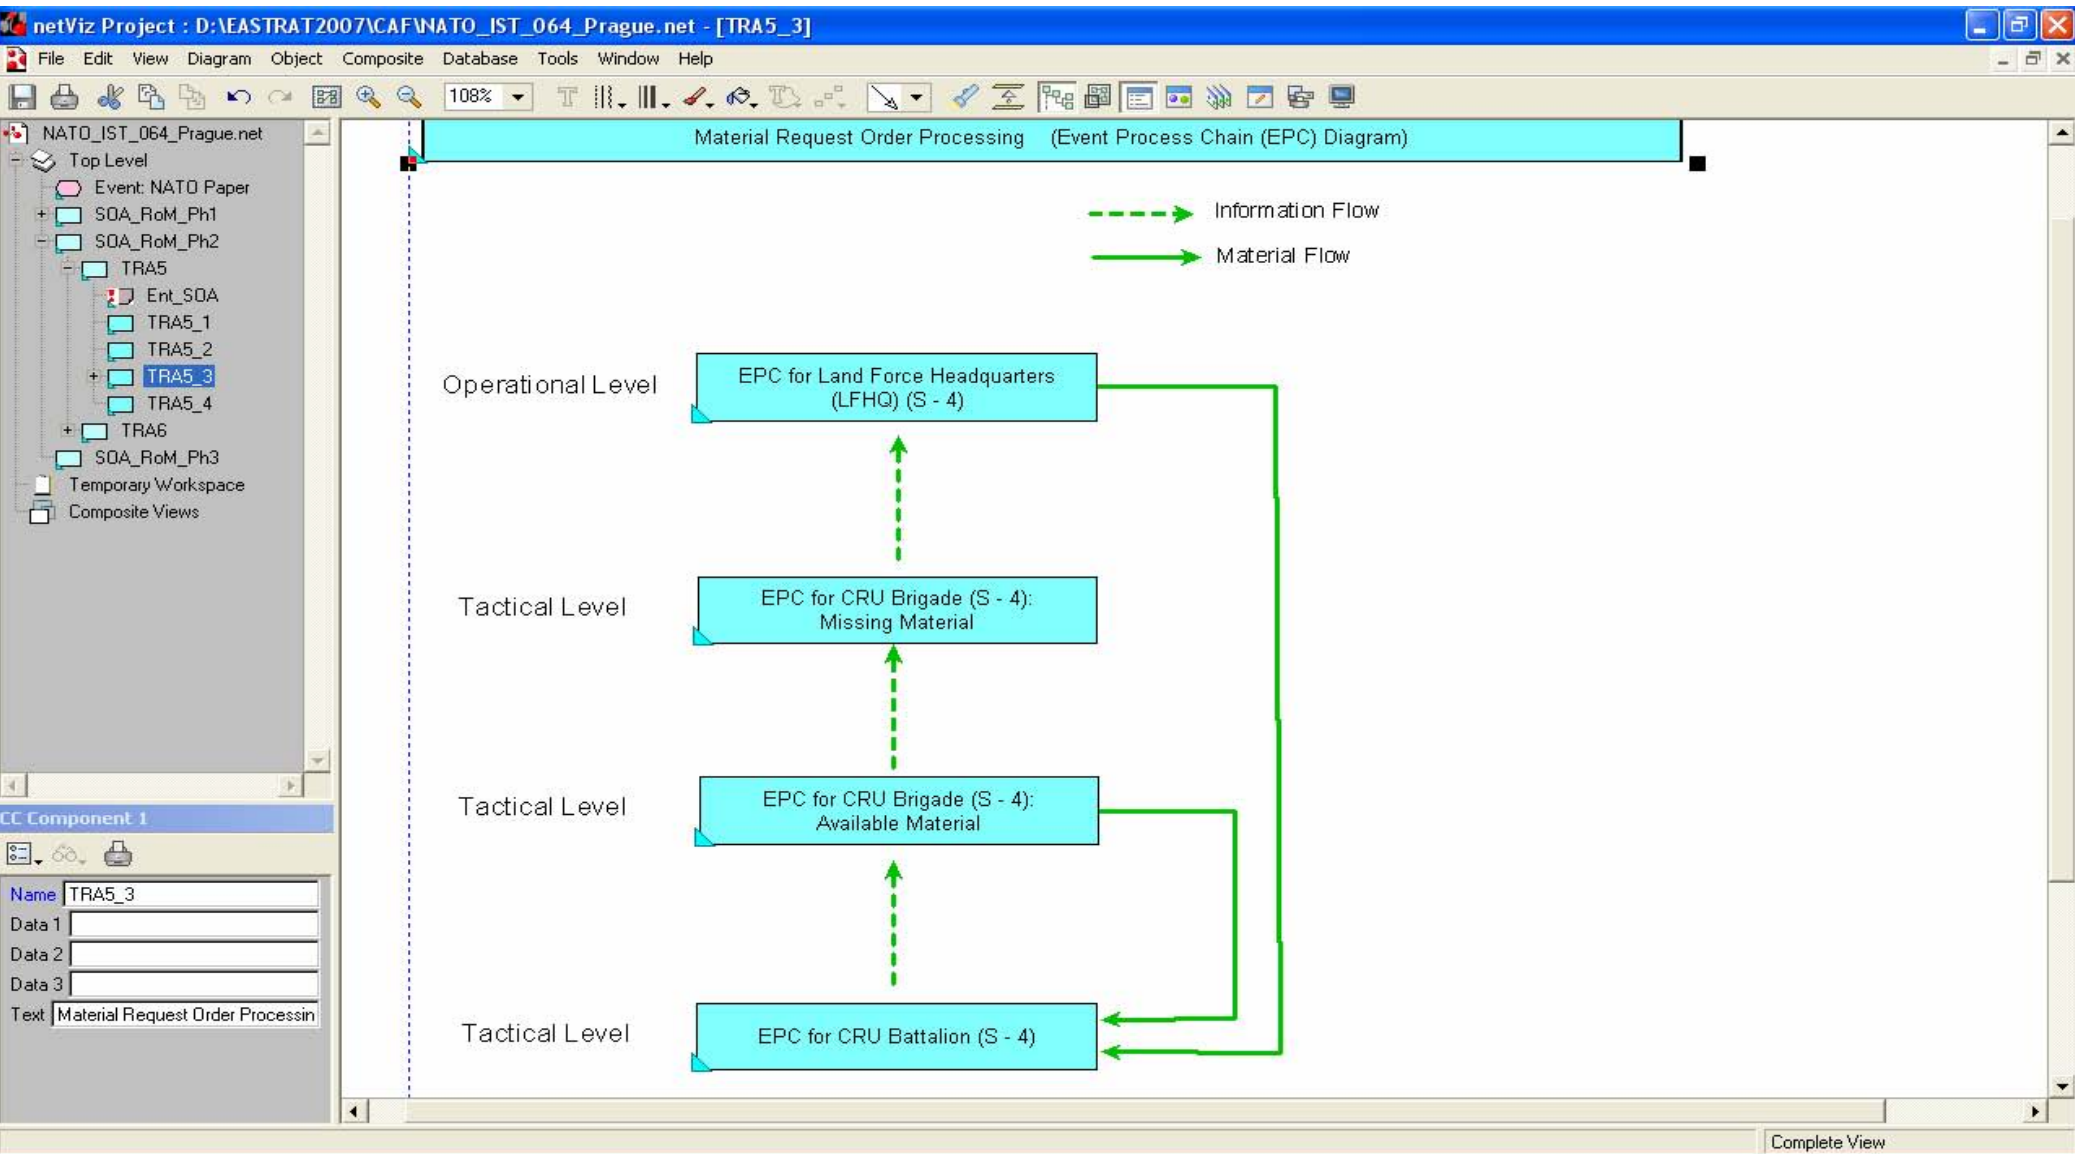 netViz Project : D:\EASTRAT2007\CAF\NATO_IST_064_Prague.net - [TRA5_3]
File Edit View Diagram Object Composite Database Tools Window Help
108%
NATO_IST_064_Prague.net
Top Level
Event: NATO Paper
SOA_RoM_Ph1
SOA_RoM_Ph2
TRA5
Ent_SOA
TRA5_1
TRA5_2
TRA5_3
TRA5_4
TRA6
SOA_RoM_Ph3
Temporary Workspace
Composite Views
CC Component 1
Name TRA5_3
Data 1
Data 2
Data 3
Text Material Request Order Processin
Material Request Order Processing (Event Process Chain (EPC) Diagram)
Information Flow
Material Flow
Operational Level
EPC for Land Force Headquarters
(LFHQ) (S - 4)
Tactical Level
EPC for CRU Brigade (S - 4):
Missing Material
Tactical Level
EPC for CRU Brigade (S - 4):
Available Material
Tactical Level
EPC for CRU Battalion (S - 4)
Complete View